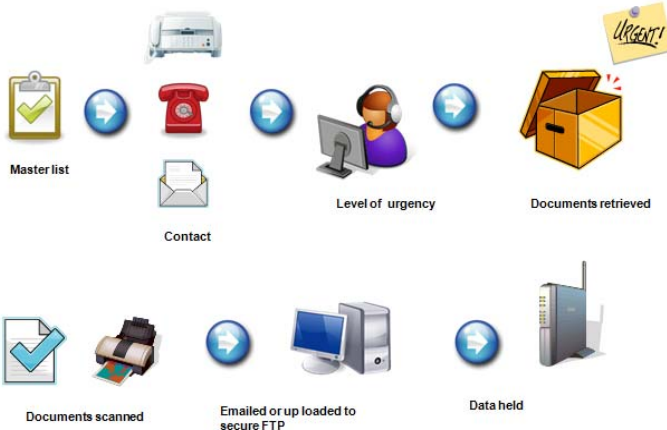 URGENT!
Master list
Level of urgency
Documents retrieved
Contact
Documents scanned
Emailed or up loaded to
secure FTP
Data held